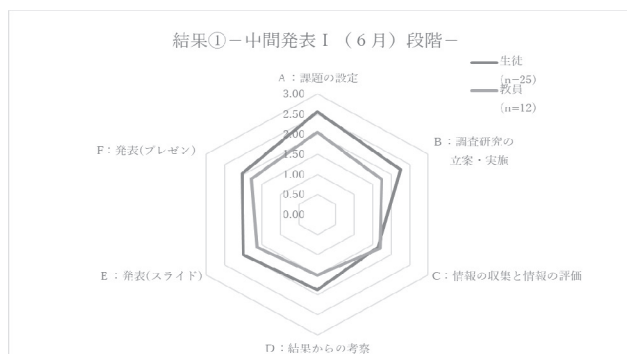 結果①－中間発表Ⅰ（６月）段階－
生徒
(n=25)
教員
(n=12)
A：課題の設定
3.00
2.50
2.00
1.50
1.00
0.50
0.00
B：調査研究の
立案・実施
C：情報の収集と情報の評価
D：結果からの考察
E：発表(スライド)
F：発表(プレゼン)